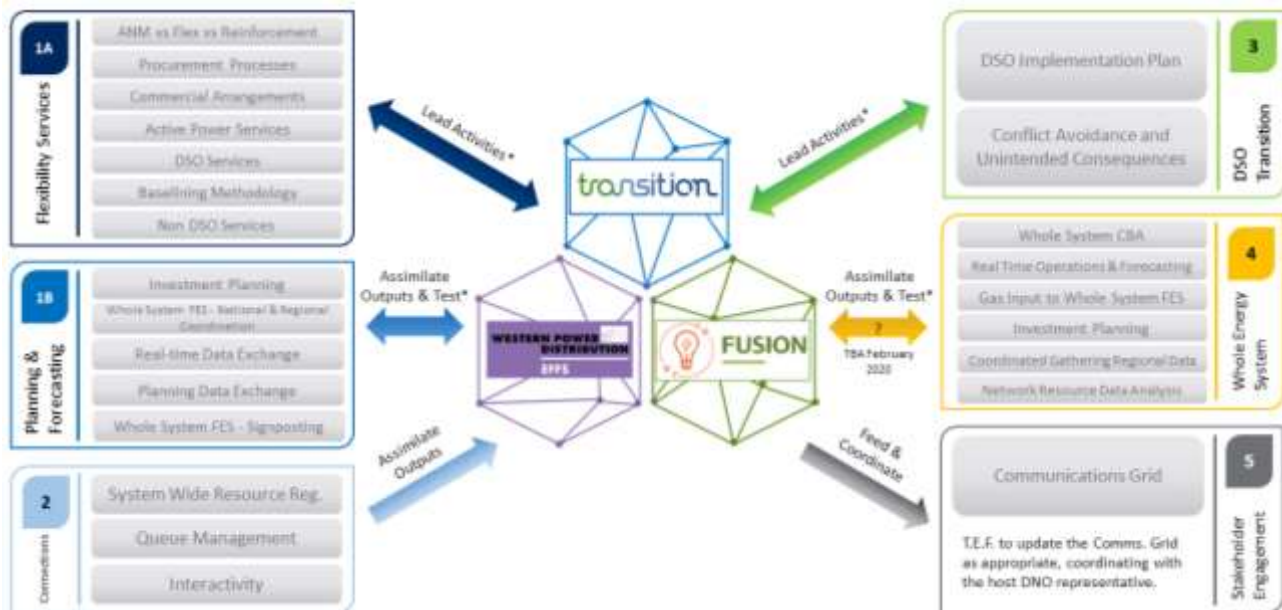 1A
Flexibility Services
ANM vs Flex vs Reinforcement
Procurement Processes
Commercial Arrangements
Active Power Services
DSO Services
Baselining Methodology
Non DSO Services
1B
Planning &
Forecasting
Investment Planning
Whole System FES - National & Regional
Coordination
Real-time Data Exchange
Planning Data Exchange
Whole System FES - Signposting
2
Connections
System Wide Resource Reg.
Queue Management
Interactivity
Lead Activities*
Assimilate
Outputs & Test*
Assimilate
Outputs
transition
WESTERN POWER
DISTRIBUTION
EFFS
FUSION
Lead Activities*
Assimilate
Outputs & Test*
?
TBA February
2020
Feed &
Coordinate
3
DSO
Transition
DSO Implementation Plan
Conflict Avoidance and
Unintended Consequences
4
Whole Energy
System
Whole System CBA
Real Time Operations & Forecasting
Gas Input to Whole System FES
Investment Planning
Coordinated Gathering Regional Data
Network Resource Data Analysis
5
Stakeholder
Engagement
Communications Grid
T.E.F. to update the Comms. Grid
as appropriate, coordinating with
the host DNO representative.